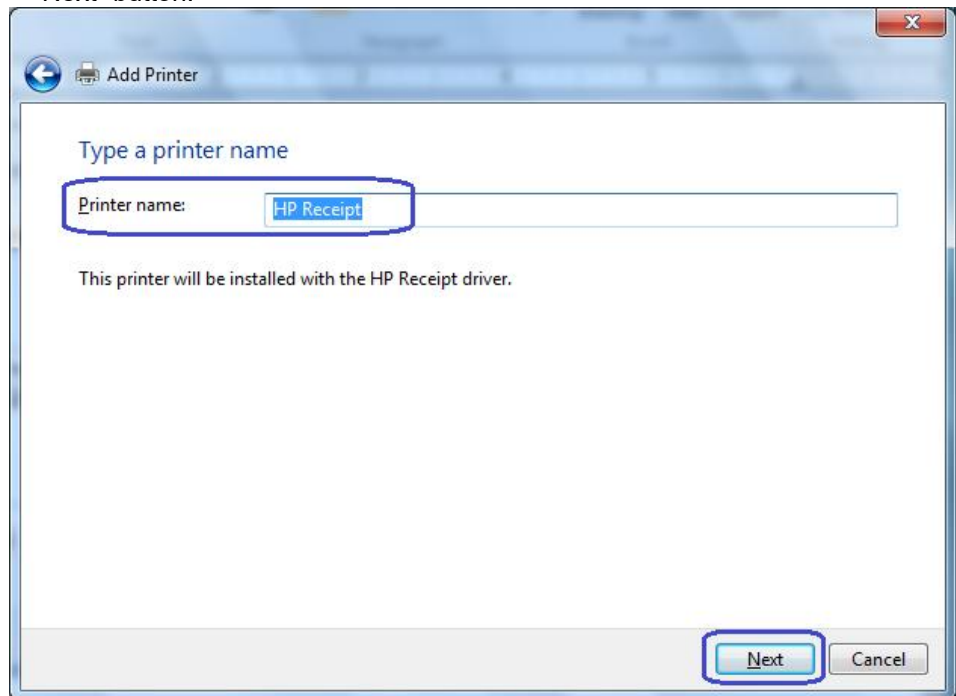 Add Printer
Type a printer name
Printer name: HP Receipt
This printer will be installed with the HP Receipt driver.
Next Cancel